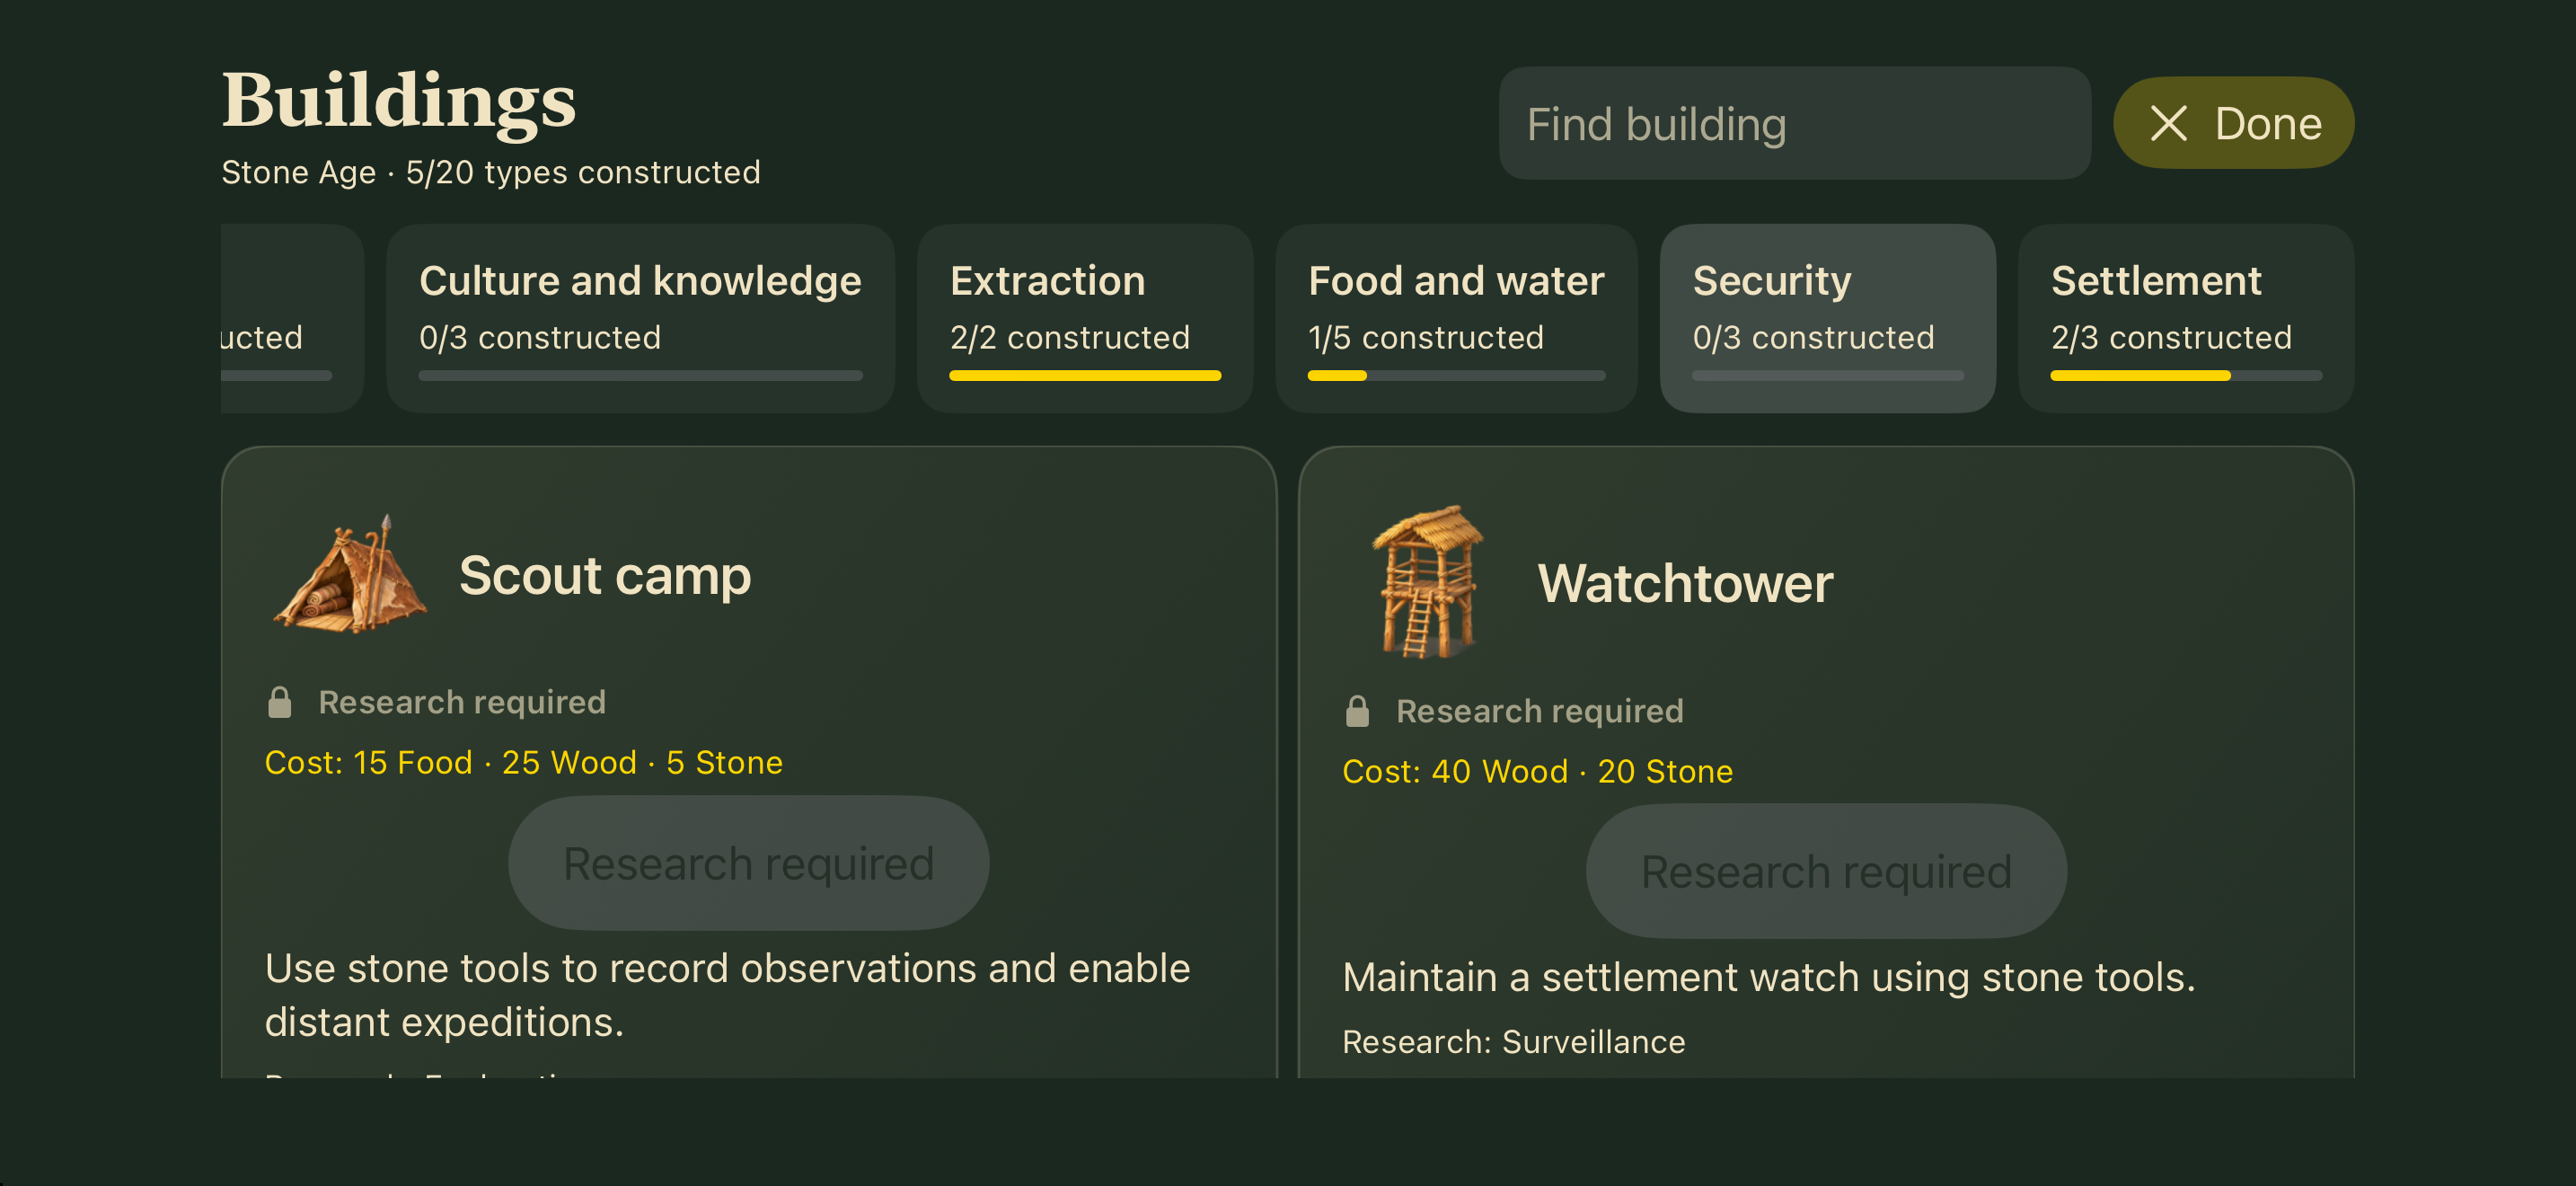 Buildings
Stone Age · 5/20 types constructed
Find building
Done
ucted
Culture and knowledge
0/3 constructed
Extraction
2/2 constructed
Food and water
1/5 constructed
Security
0/3 constructed
Settlement
2/3 constructed
Scout camp
Research required
Cost: 15 Food · 25 Wood · 5 Stone
Research required
Use stone tools to record observations and enable
distant expeditions.
Watchtower
Research required
Cost: 40 Wood · 20 Stone
Research required
Maintain a settlement watch using stone tools.
Research: Surveillance